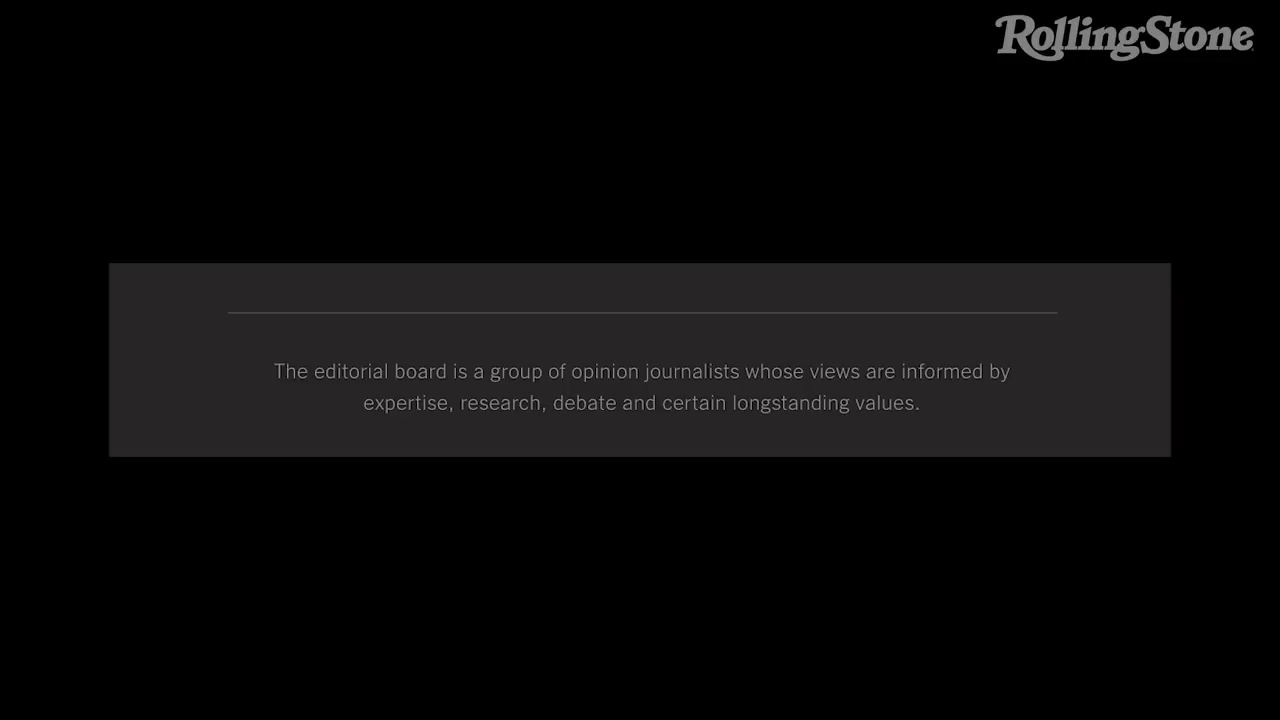 RollingStone
The editorial board is a group of opinion journalists whose views are informed by
expertise, research, debate and certain longstanding values.